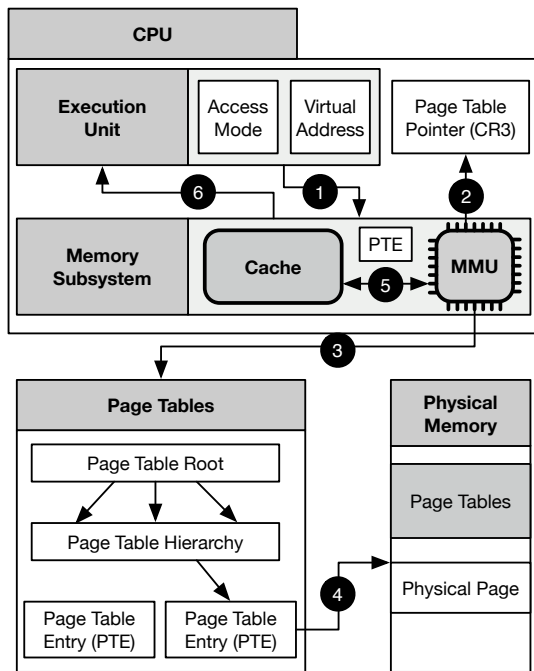 CPU
Execution
Unit
Access
Mode
Virtual
Address
Page Table
Pointer (CR3)
6
1
2
Memory
Subsystem
Cache
PTE
5
MMU
3
Page Tables
Page Table Root
Page Table Hierarchy
Page Table
Entry (PTE)
Page Table
Entry (PTE)
4
Physical
Memory
Page Tables
Physical Page